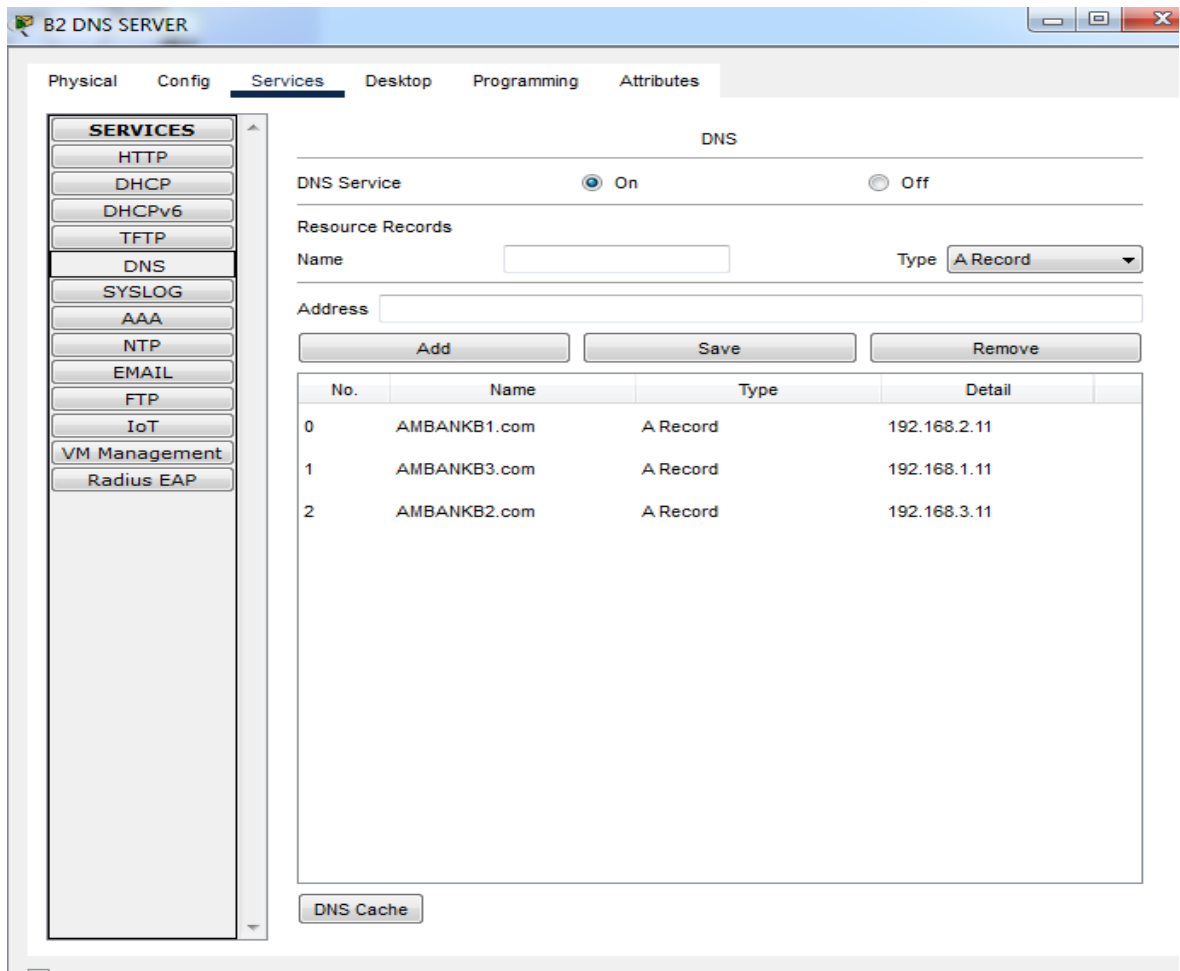 B2 DNS SERVER
Physical Config Services Desktop Programming Attributes
SERVICES
HTTP
DHCP
DHCPv6
TFTP
DNS
SYSLOG
AAA
NTP
EMAIL
FTP
IoT
VM Management
Radius EAP
DNS
DNS Service On Off
Resource Records
Name Type A Record
Address
Add Save Remove
No. Name Type Detail
0 AMBANKB1.com A Record 192.168.2.11
1 AMBANKB3.com A Record 192.168.1.11
2 AMBANKB2.com A Record 192.168.3.11
DNS Cache